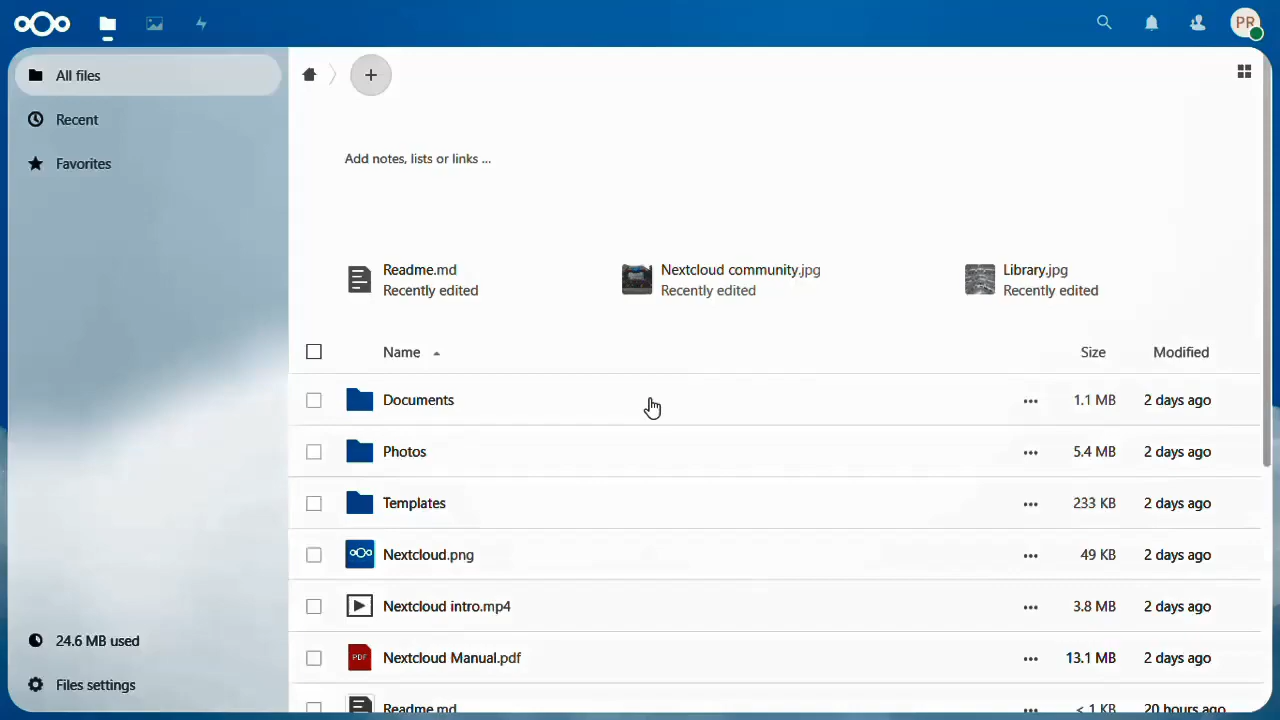 PR
All files
Recent
Favorites
Add notes, lists or links ...
Readme.md
Recently edited
Nextcloud community.jpg
Recently edited
Library.jpg
Recently edited
Name Size Modified
Documents 1.1 MB 2 days ago
Photos 5.4 MB 2 days ago
Templates 233 KB 2 days ago
Nextcloud.png 49 KB 2 days ago
Nextcloud intro.mp4 3.8 MB 2 days ago
PDF Nextcloud Manual.pdf 13.1 MB 2 days ago
Readme.md < 1 KB 20 hours ago
24.6 MB used
Files settings